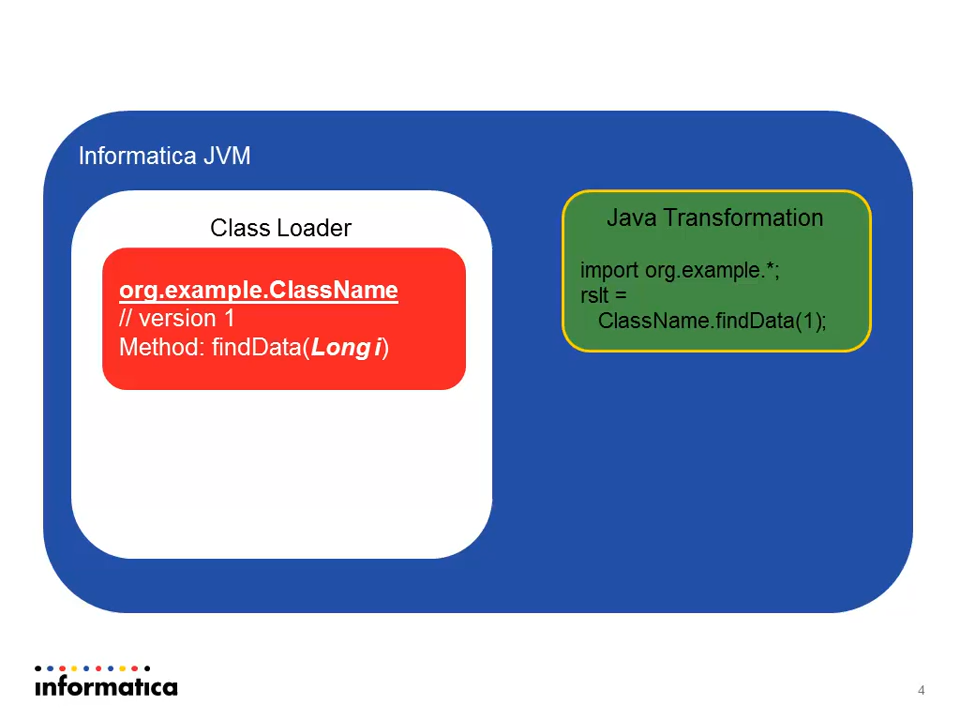 Informatica JVM
Class Loader
org.example.ClassName
// version 1
Method: findData(Long i)
Java Transformation
import org.example.*;
rslt =
ClassName.findData(1);
informatica
4